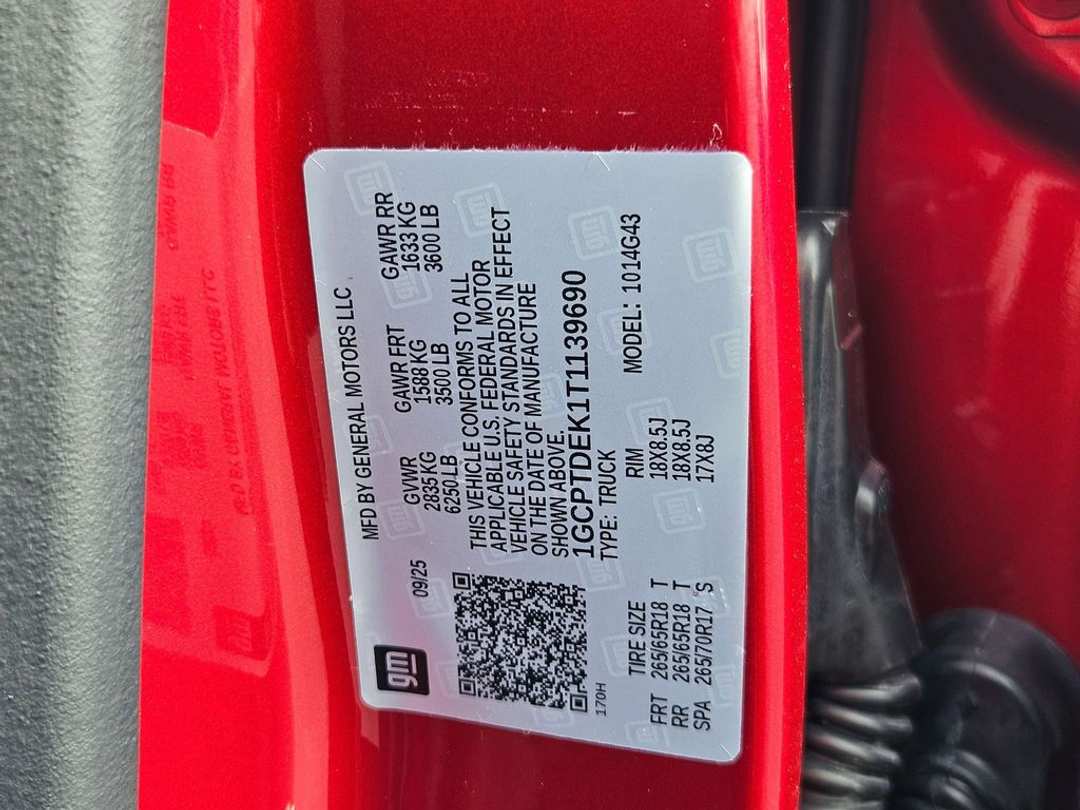 gm
MFD BY GENERAL MOTORS LLC
09/25
GVWR GAWR FRT GAWR RR
2835 KG 1588 KG 1633 KG
6250 LB 3500 LB 3600 LB
THIS VEHICLE CONFORMS TO ALL
APPLICABLE U.S. FEDERAL MOTOR
VEHICLE SAFETY STANDARDS IN EFFECT
ON THE DATE OF MANUFACTURE
SHOWN ABOVE.
1GCPTDEK1T1139690
TYPE: TRUCK MODEL: 1014G43
170H
TIRE SIZE RIM
FRT 265/65R18 T 18X8.5J
RR 265/65R18 T 18X8.5J
SPA 265/70R17 S 17X8J